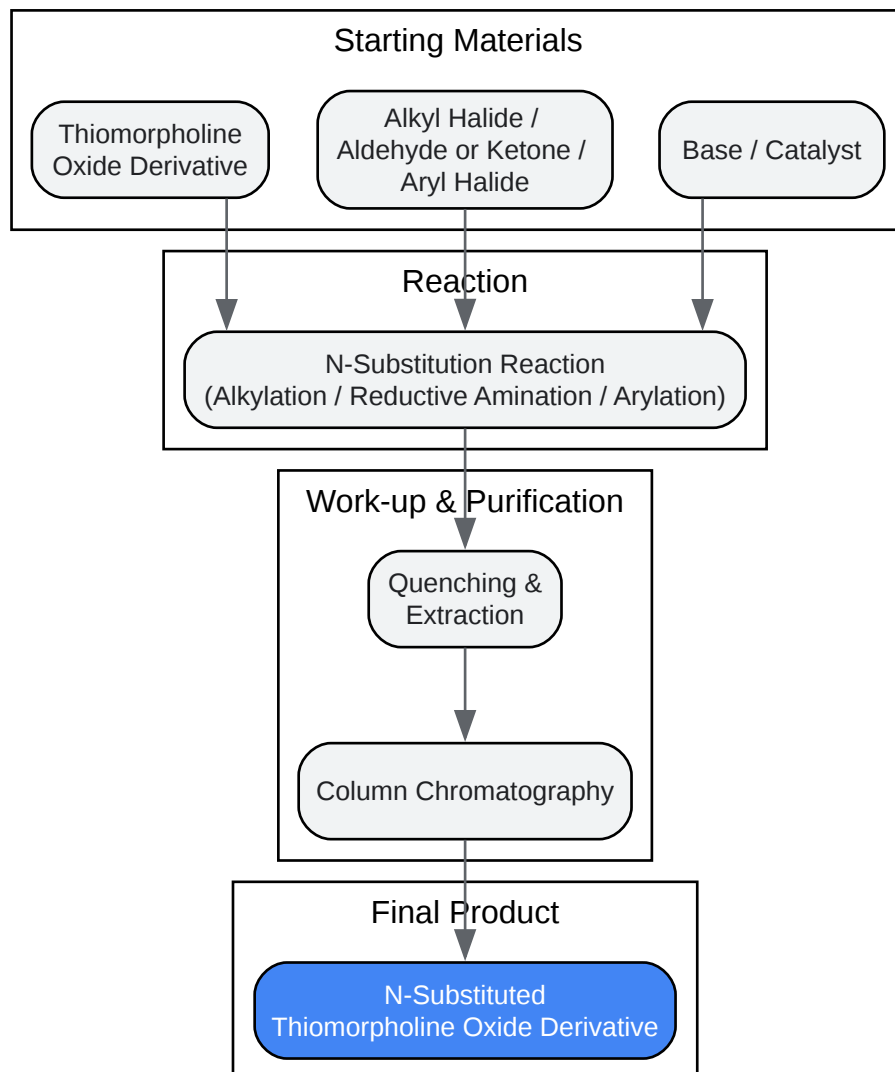 Starting Materials
Thiomorpholine
Oxide Derivative
Alkyl Halide /
Aldehyde or Ketone /
Aryl Halide
Base / Catalyst
Reaction
N-Substitution Reaction
(Alkylation / Reductive Amination / Arylation)
Work-up & Purification
Quenching &
Extraction
Column Chromatography
Final Product
N-Substituted
Thiomorpholine Oxide Derivative